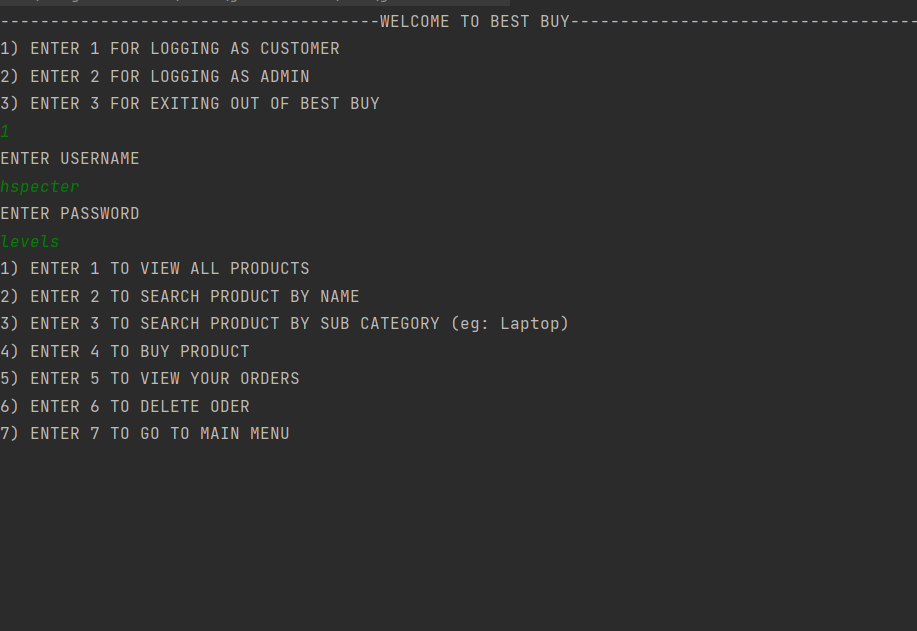 --------------------------------------WELCOME TO BEST BUY-----------------------------------
1) ENTER 1 FOR LOGGING AS CUSTOMER
2) ENTER 2 FOR LOGGING AS ADMIN
3) ENTER 3 FOR EXITING OUT OF BEST BUY
1
ENTER USERNAME
hspecter
ENTER PASSWORD
levels
1) ENTER 1 TO VIEW ALL PRODUCTS
2) ENTER 2 TO SEARCH PRODUCT BY NAME
3) ENTER 3 TO SEARCH PRODUCT BY SUB CATEGORY (eg: Laptop)
4) ENTER 4 TO BUY PRODUCT
5) ENTER 5 TO VIEW YOUR ORDERS
6) ENTER 6 TO DELETE ODER
7) ENTER 7 TO GO TO MAIN MENU